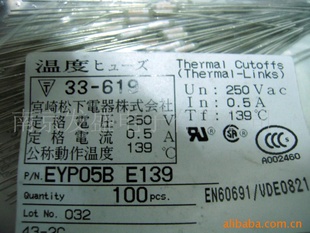 温度ヒューズ
Thermal Cutoffs
(Thermal-Links)
33-619
宮崎松下電器株式会社
定格電圧 250 V
定格電流 0.5 A
公称動作温度 139℃
Un: 250 Vac
In: 0.5 A
Tf: 139℃
A002460
P/N. EYP05B E139
Quantity 100 pcs.
EN60691/VDE0821
Lot No. 032
43-3C